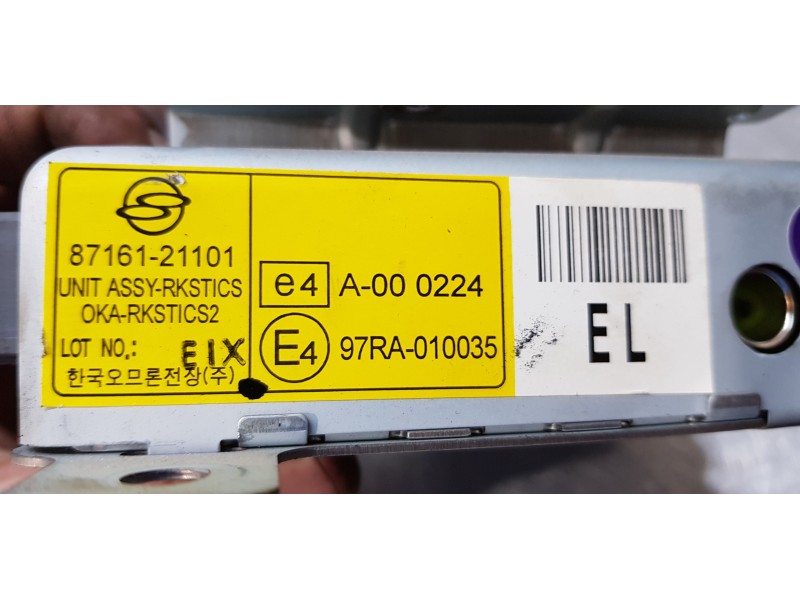 87161-21101
UNIT ASSY-RKSTICS
OKA-RKSTICS2
LOT NO,: EIX
한국오므론전장(주)
e4 A-00 0224
E4 97RA-010035
EL